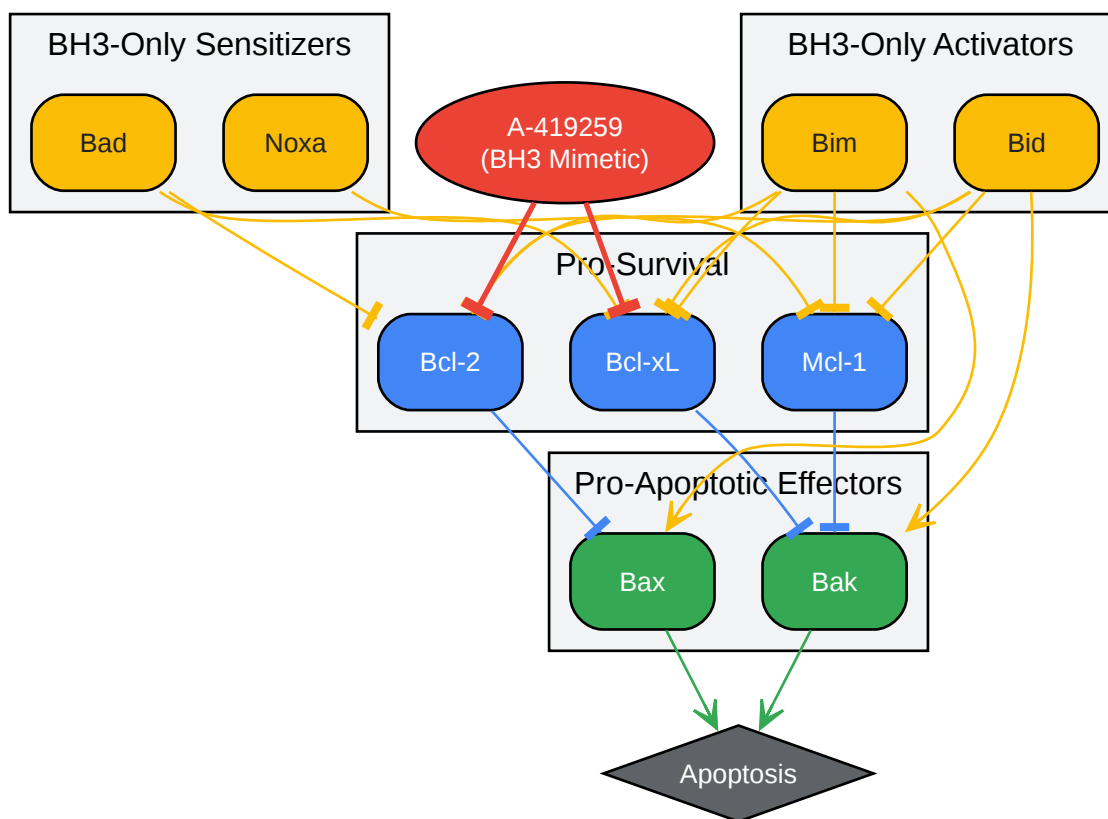 BH3-Only Sensitizers
BH3-Only Activators
Bad
Noxa
A-419259
(BH3 Mimetic)
Bim
Bid
Pro-Survival
Bcl-2
Bcl-xL
Mcl-1
Pro-Apoptotic Effectors
Bax
Bak
Apoptosis